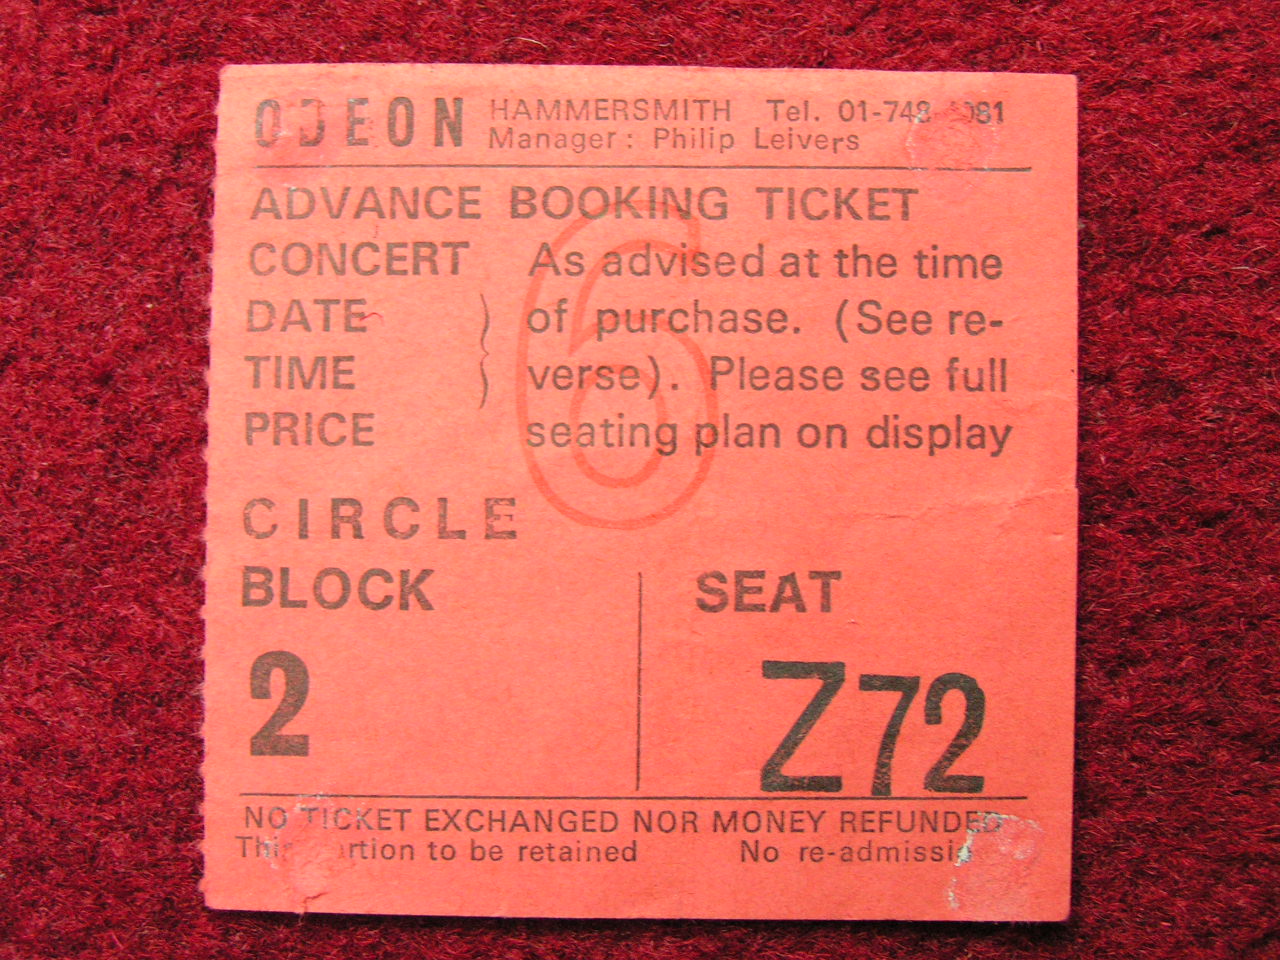 ODEON HAMMERSMITH Tel. 01-748
Manager: Philip Leivers
ADVANCE BOOKING TICKET
CONCERT As advised at the time
DATE of purchase. (See re-
TIME verse). Please see full
PRICE seating plan on display
6
CIRCLE
BLOCK SEAT
2 Z72
NO TICKET EXCHANGED NOR MONEY REFUNDED
to be retained No